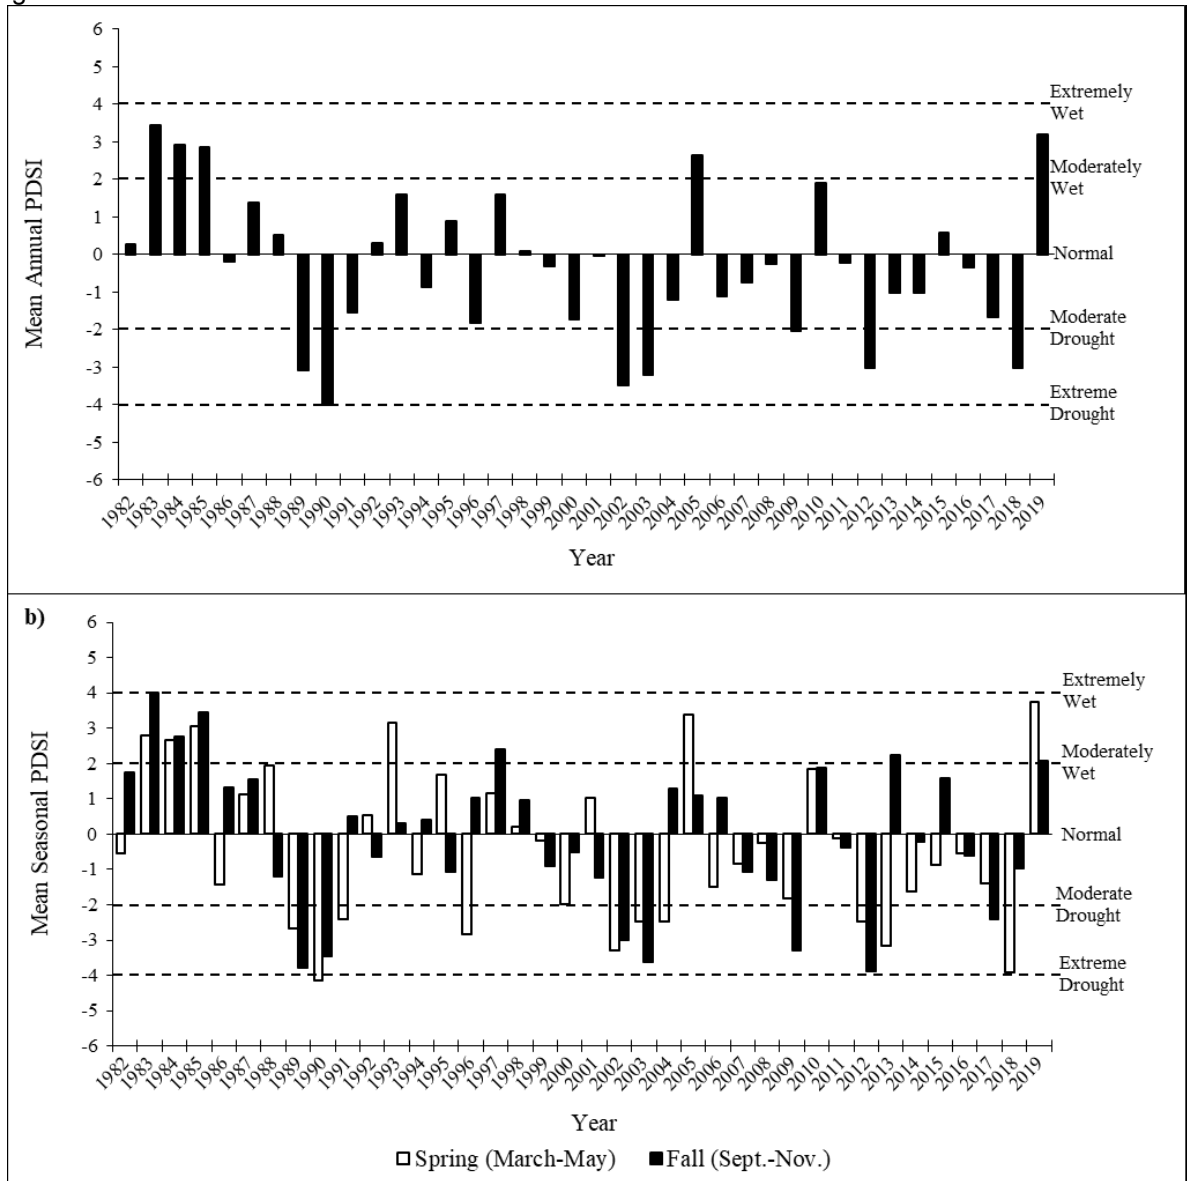 6
5
4
3
2
1
0
-1
-2
-3
-4
-5
-6
Mean Annual PDSI
Extremely
Wet
Moderately
Wet
Normal
Moderate
Drought
Extreme
Drought
1982 1983 1984 1985 1986 1987 1988 1989 1990 1991 1992 1993 1994 1995 1996 1997 1998 1999 2000 2001 2002 2003 2004 2005 2006 2007 2008 2009 2010 2011 2012 2013 2014 2015 2016 2017 2018 2019
Year
b)
6
5
4
3
2
1
0
-1
-2
-3
-4
-5
-6
Mean Seasonal PDSI
Extremely
Wet
Moderately
Wet
Normal
Moderate
Drought
Extreme
Drought
1982 1983 1984 1985 1986 1987 1988 1989 1990 1991 1992 1993 1994 1995 1996 1997 1998 1999 2000 2001 2002 2003 2004 2005 2006 2007 2008 2009 2010 2011 2012 2013 2014 2015 2016 2017 2018 2019
Year
Spring (March-May) Fall (Sept.-Nov.)